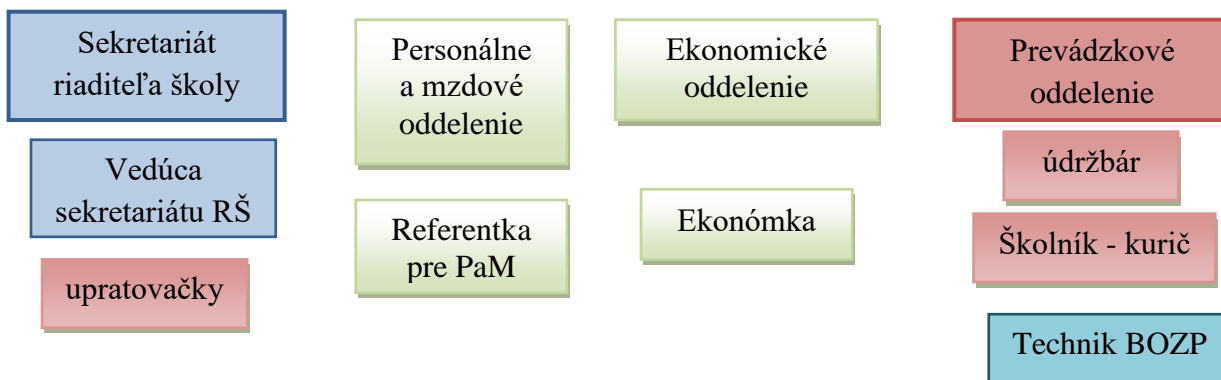 Sekretariát
riaditeľa školy
Vedúca
sekretariátu RŠ
upratovačky
Personálne
a mzdové
oddelenie
Referentka
pre PaM
Ekonomické
oddelenie
Ekonómka
Prevádzkové
oddelenie
údržbár
Školník - kurič
Technik BOZP